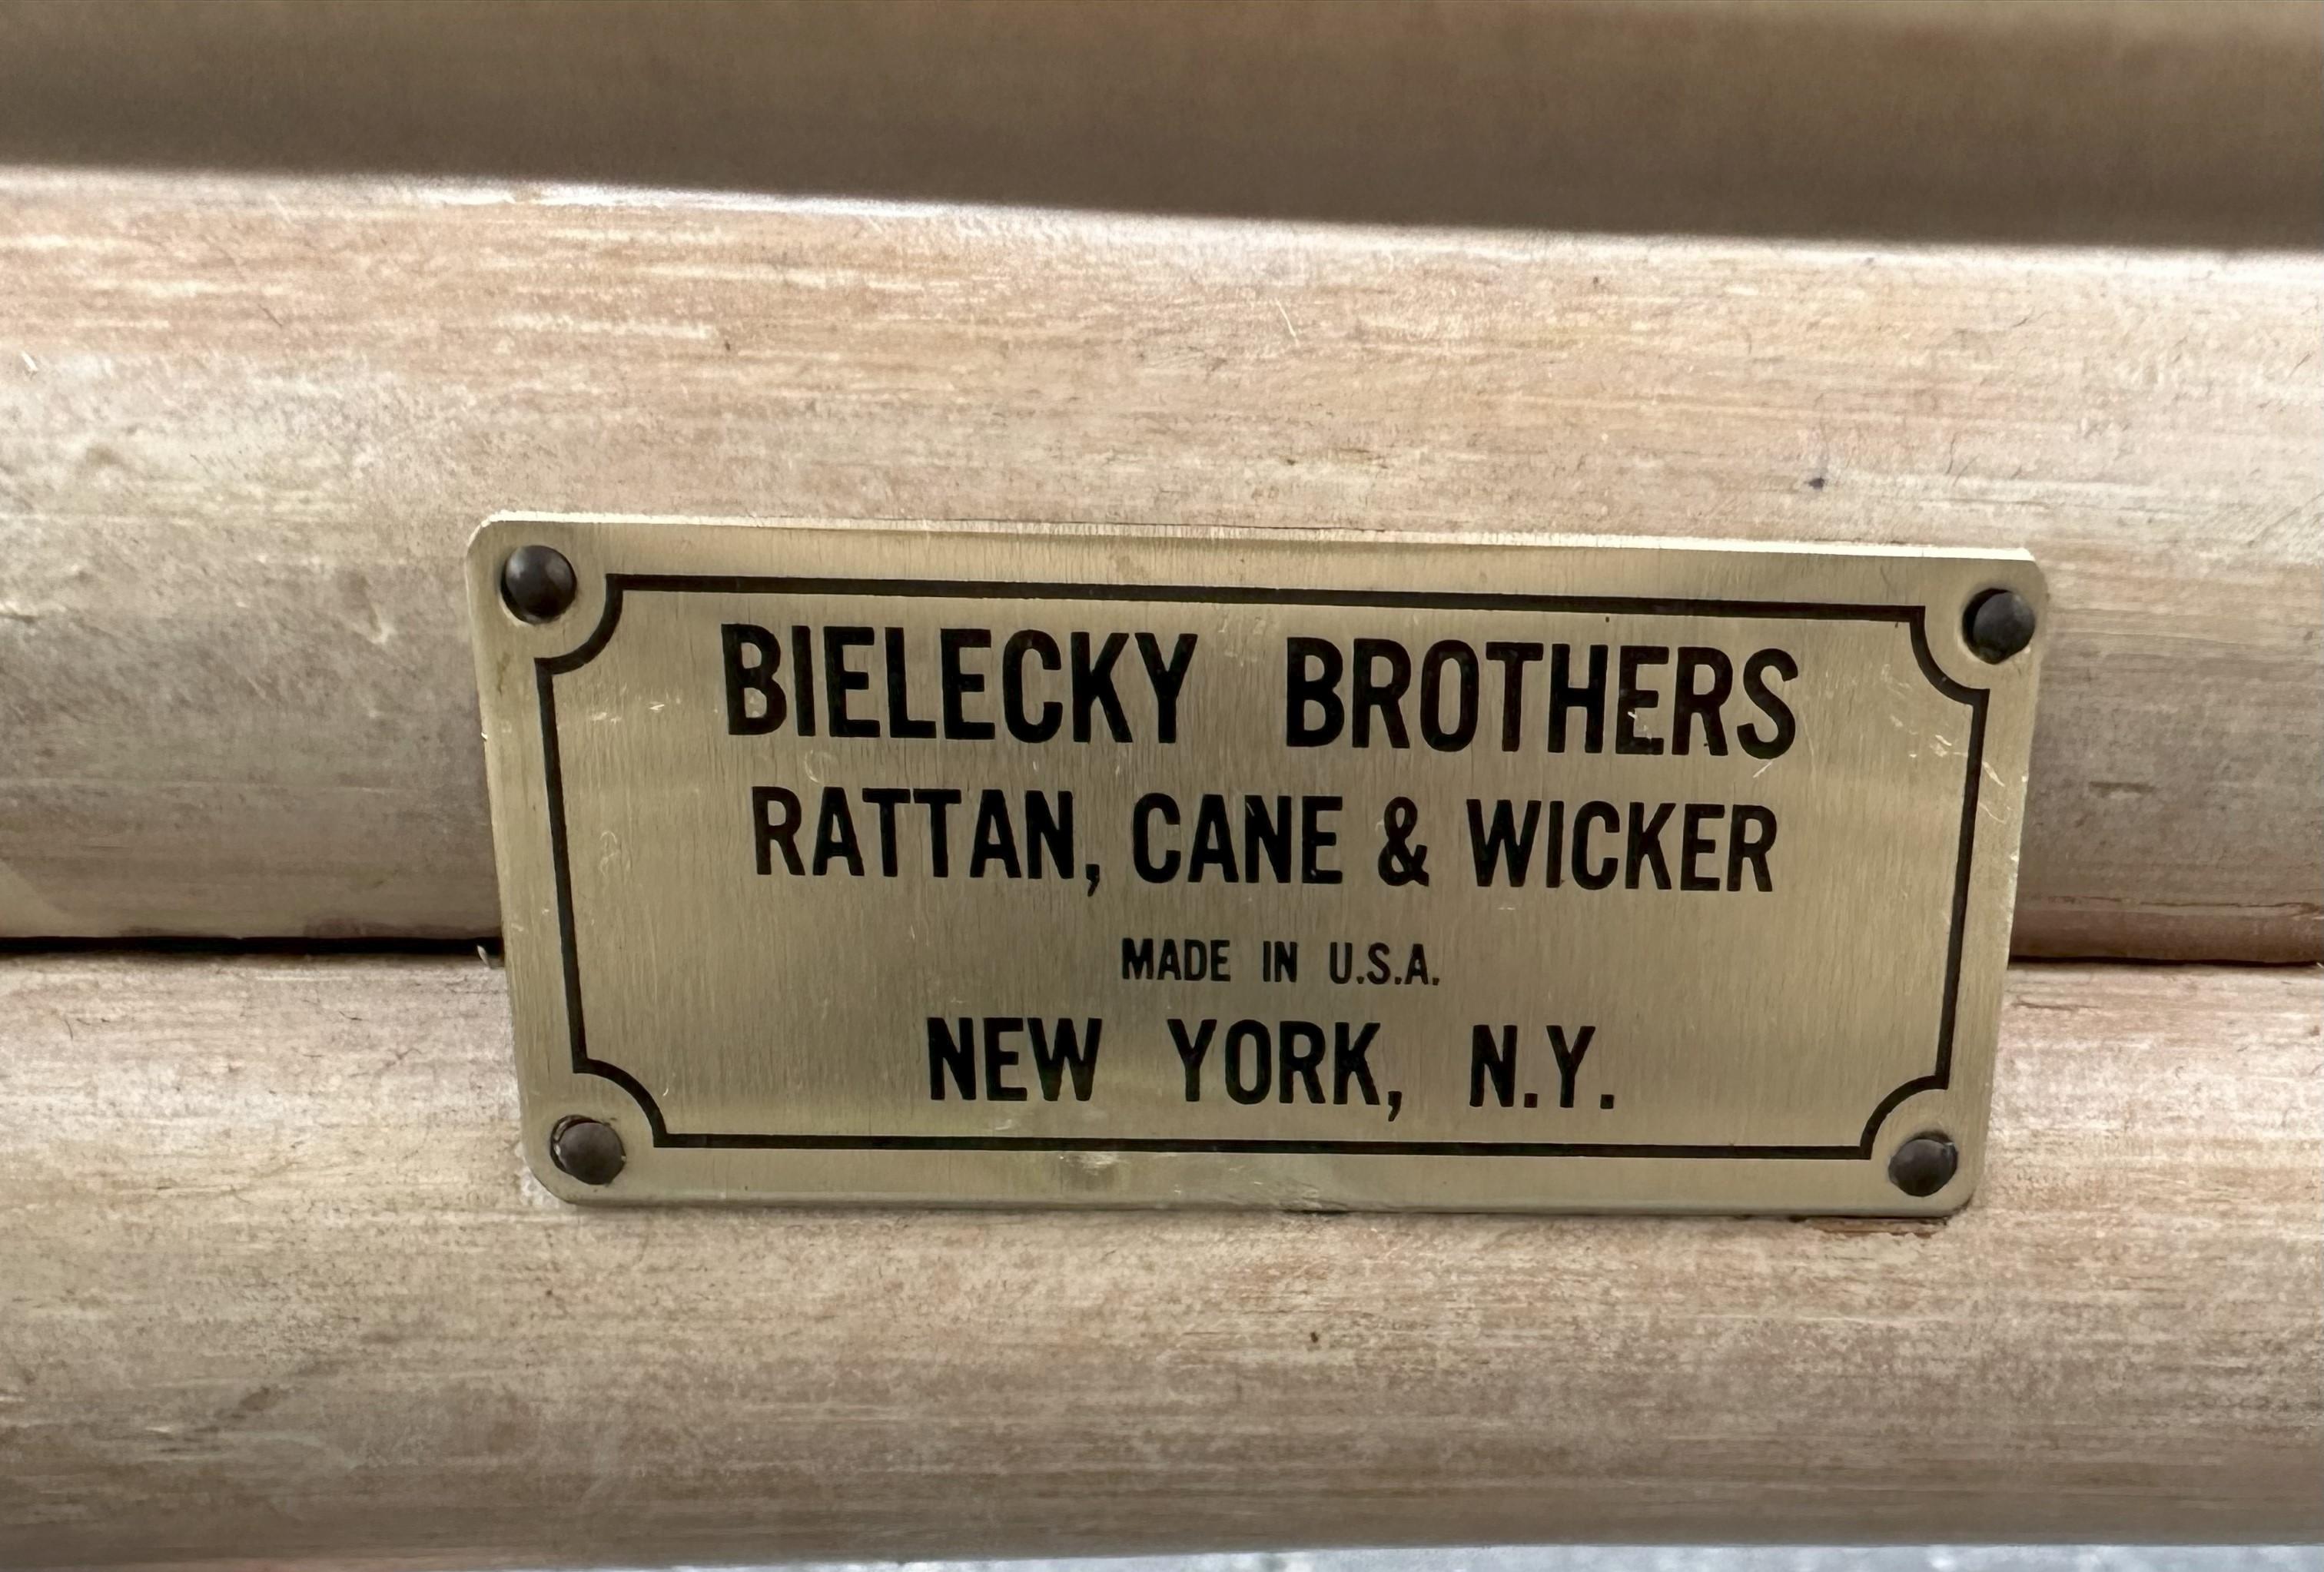 BIELECKY BROTHERS
RATTAN, CANE & WICKER
MADE IN U.S.A.
NEW YORK, N.Y.